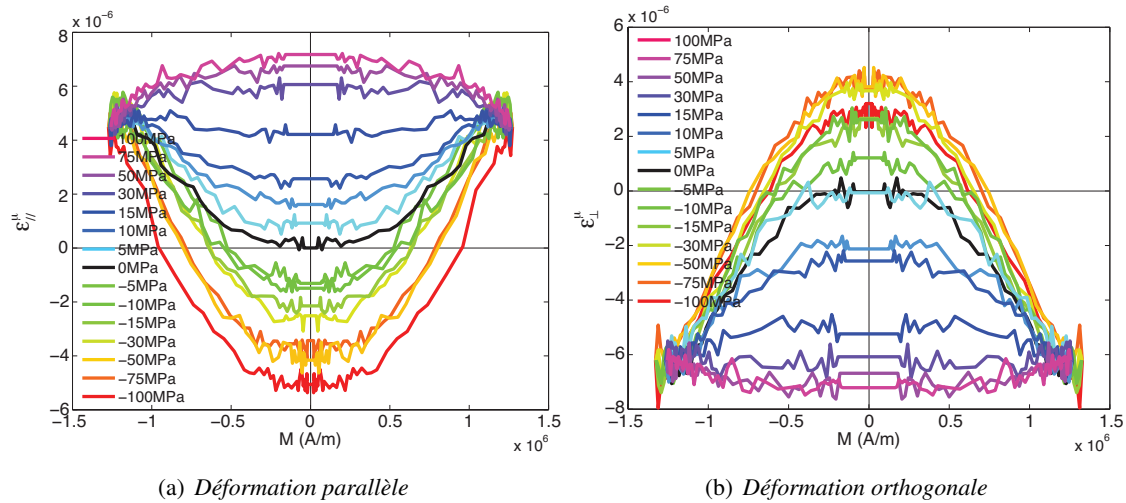 x 10⁻⁶
8
6
4
2
0
−2
−4
−6
ε^μ_//
100MPa
75MPa
50MPa
30MPa
15MPa
10MPa
5MPa
0MPa
−5MPa
−10MPa
−15MPa
−30MPa
−50MPa
−75MPa
−100MPa
−1.5 −1 −0.5 0 0.5 1 1.5
M (A/m)
x 10⁶
(a) Déformation parallèle
x 10⁻⁶
6
4
2
0
−2
−4
−6
−8
ε^μ_⊥
100MPa
75MPa
50MPa
30MPa
15MPa
10MPa
5MPa
0MPa
−5MPa
−10MPa
−15MPa
−30MPa
−50MPa
−75MPa
−100MPa
−1.5 −1 −0.5 0 0.5 1 1.5
M (A/m)
x 10⁶
(b) Déformation orthogonale